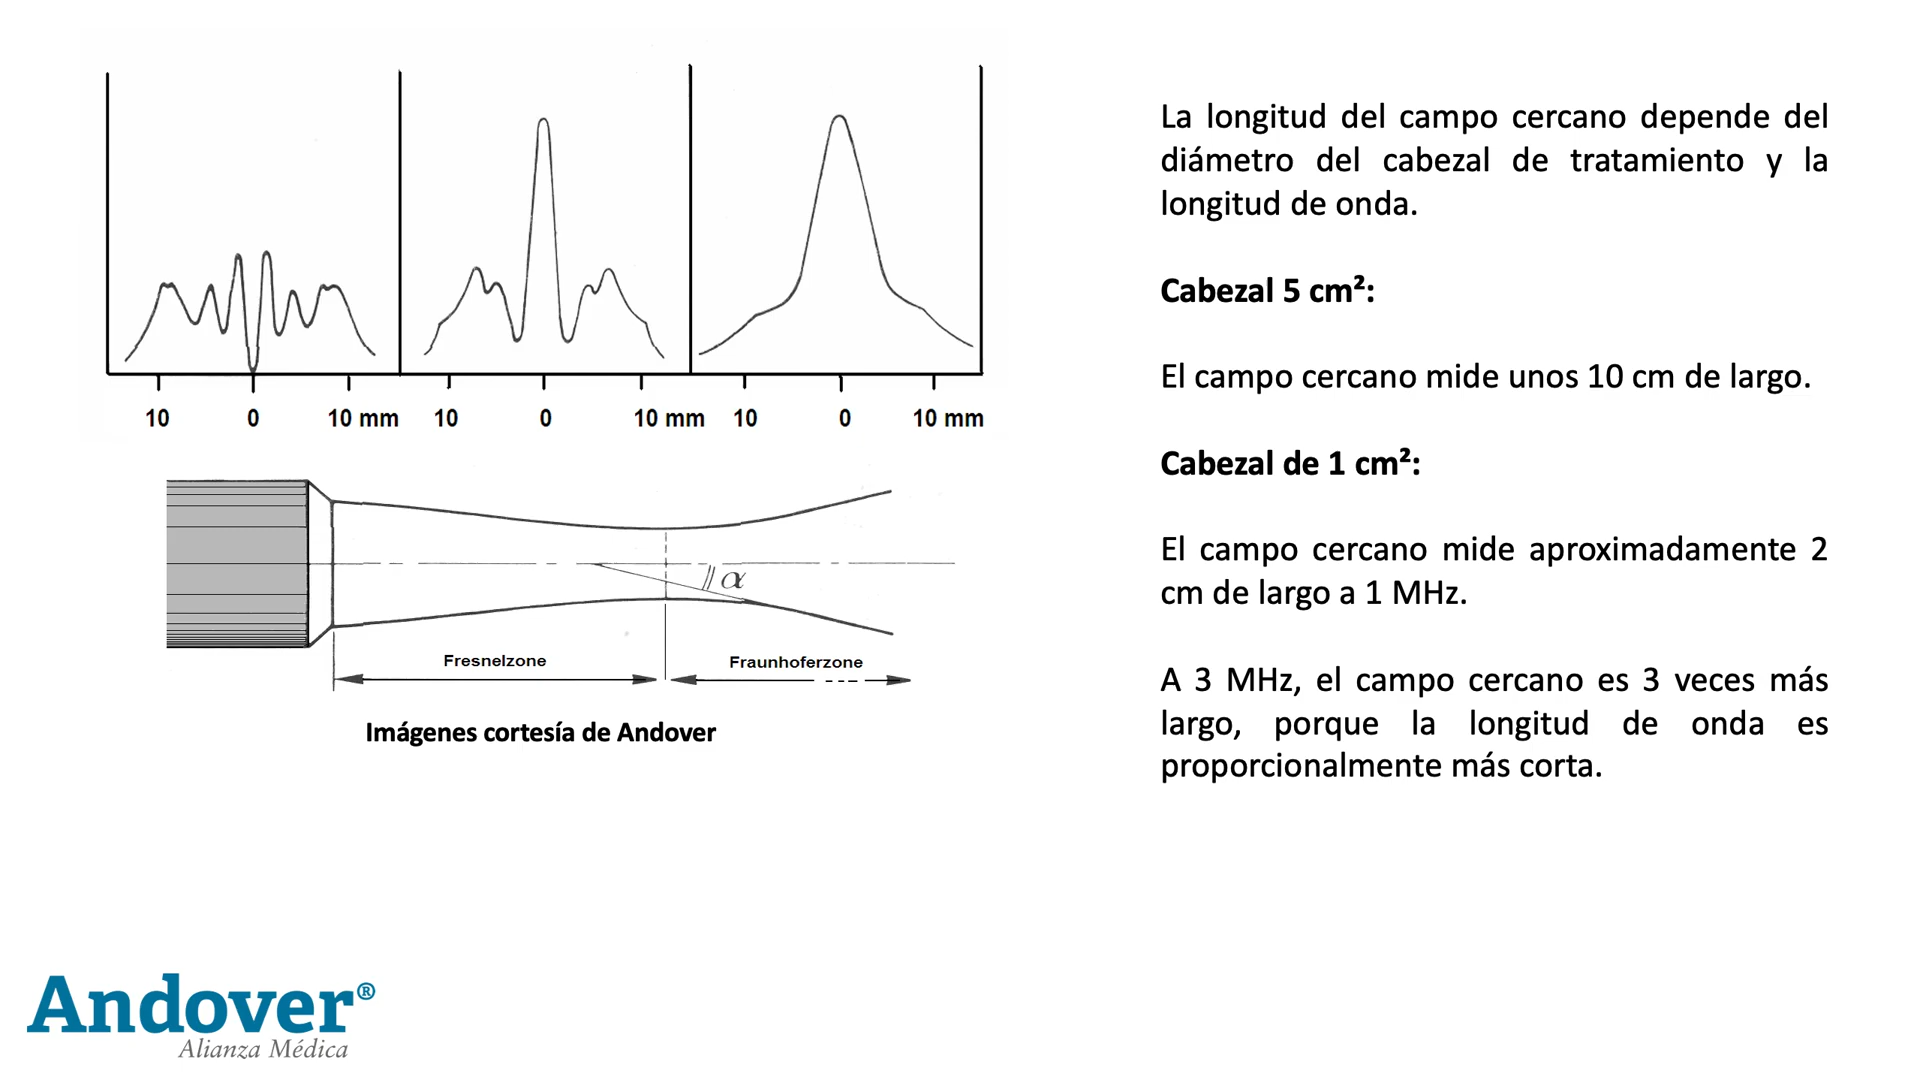 10 0 10 mm 10 0 10 mm 10 0 10 mm
α
Fresnelzone
Fraunhoferzone
Imágenes cortesía de Andover
La longitud del campo cercano depende del
diámetro del cabezal de tratamiento y la
longitud de onda.
Cabezal 5 cm²:
El campo cercano mide unos 10 cm de largo.
Cabezal de 1 cm²:
El campo cercano mide aproximadamente 2
cm de largo a 1 MHz.
A 3 MHz, el campo cercano es 3 veces más
largo, porque la longitud de onda es
proporcionalmente más corta.
Andover®
Alianza Médica